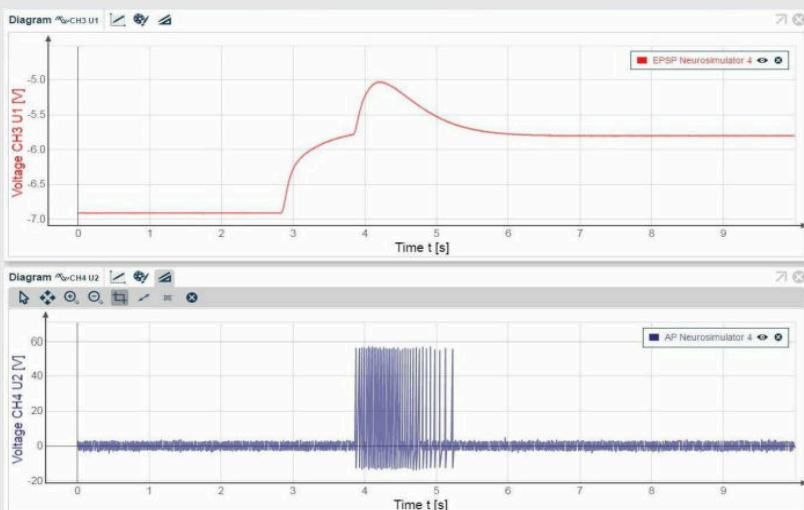 Diagram CH3 U1
EPSP Neurosimulator 4
Voltage CH3 U1 [V]
-5.0
-5.5
-6.0
-6.5
-7.0
0 1 2 3 4 5 6 7 8 9
Time t [s]
Diagram CH4 U2
AP Neurosimulator 4
Voltage CH4 U2 [V]
60
40
20
0
-20
0 1 2 3 4 5 6 7 8 9
Time t [s]